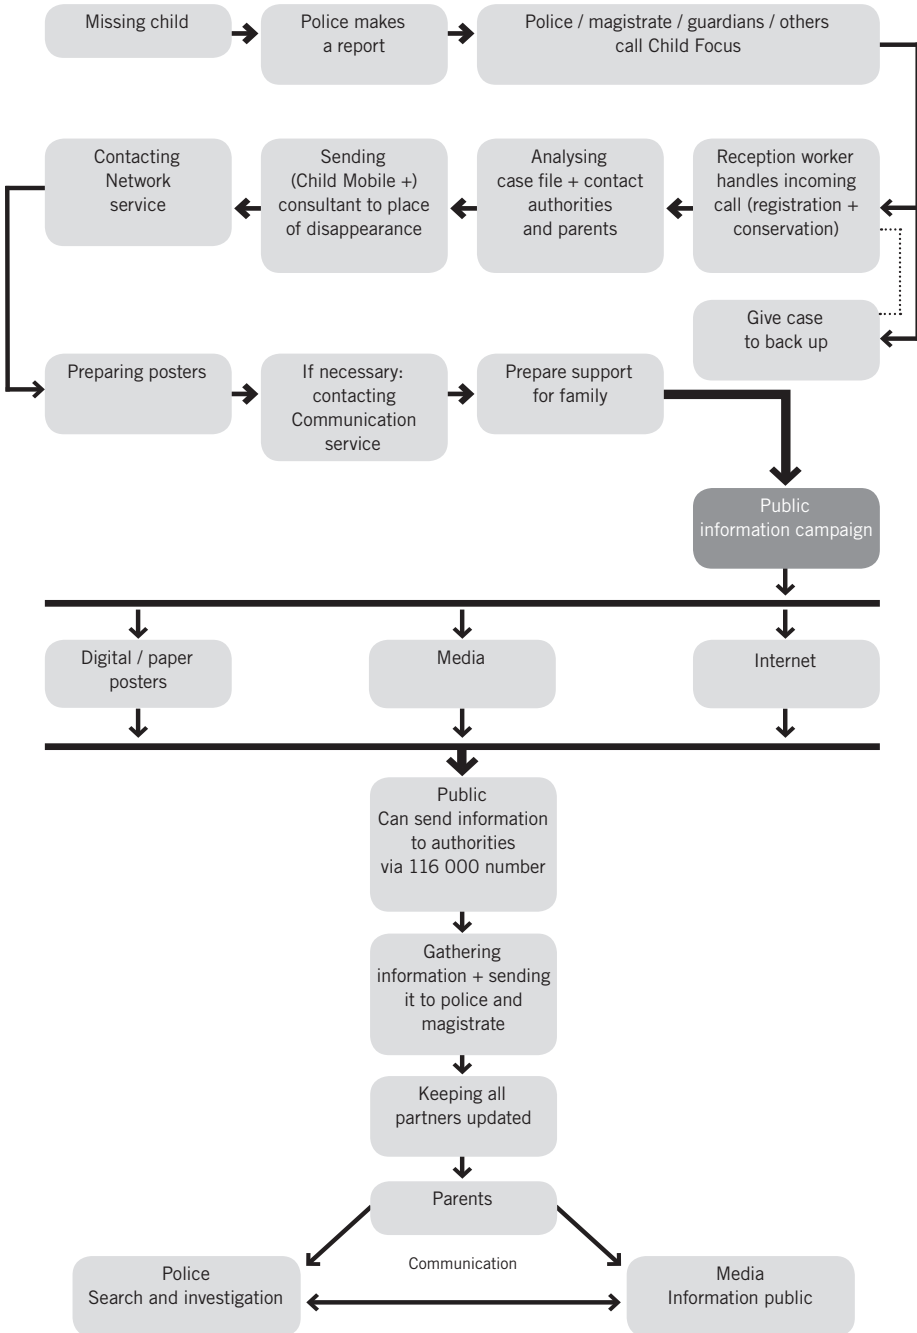 Missing child
Police makes
a report
Police / magistrate / guardians / others
call Child Focus
Reception worker
handles incoming
call (registration +
conservation)
Analysing
case file + contact
authorities
and parents
Sending
(Child Mobile +)
consultant to place
of disappearance
Contacting
Network
service
Give case
to back up
Preparing posters
If necessary:
contacting
Communication
service
Prepare support
for family
Public
information campaign
Digital / paper
posters
Media
Internet
Public
Can send information
to authorities
via 116 000 number
Gathering
information + sending
it to police and
magistrate
Keeping all
partners updated
Parents
Communication
Police
Search and investigation
Media
Information public